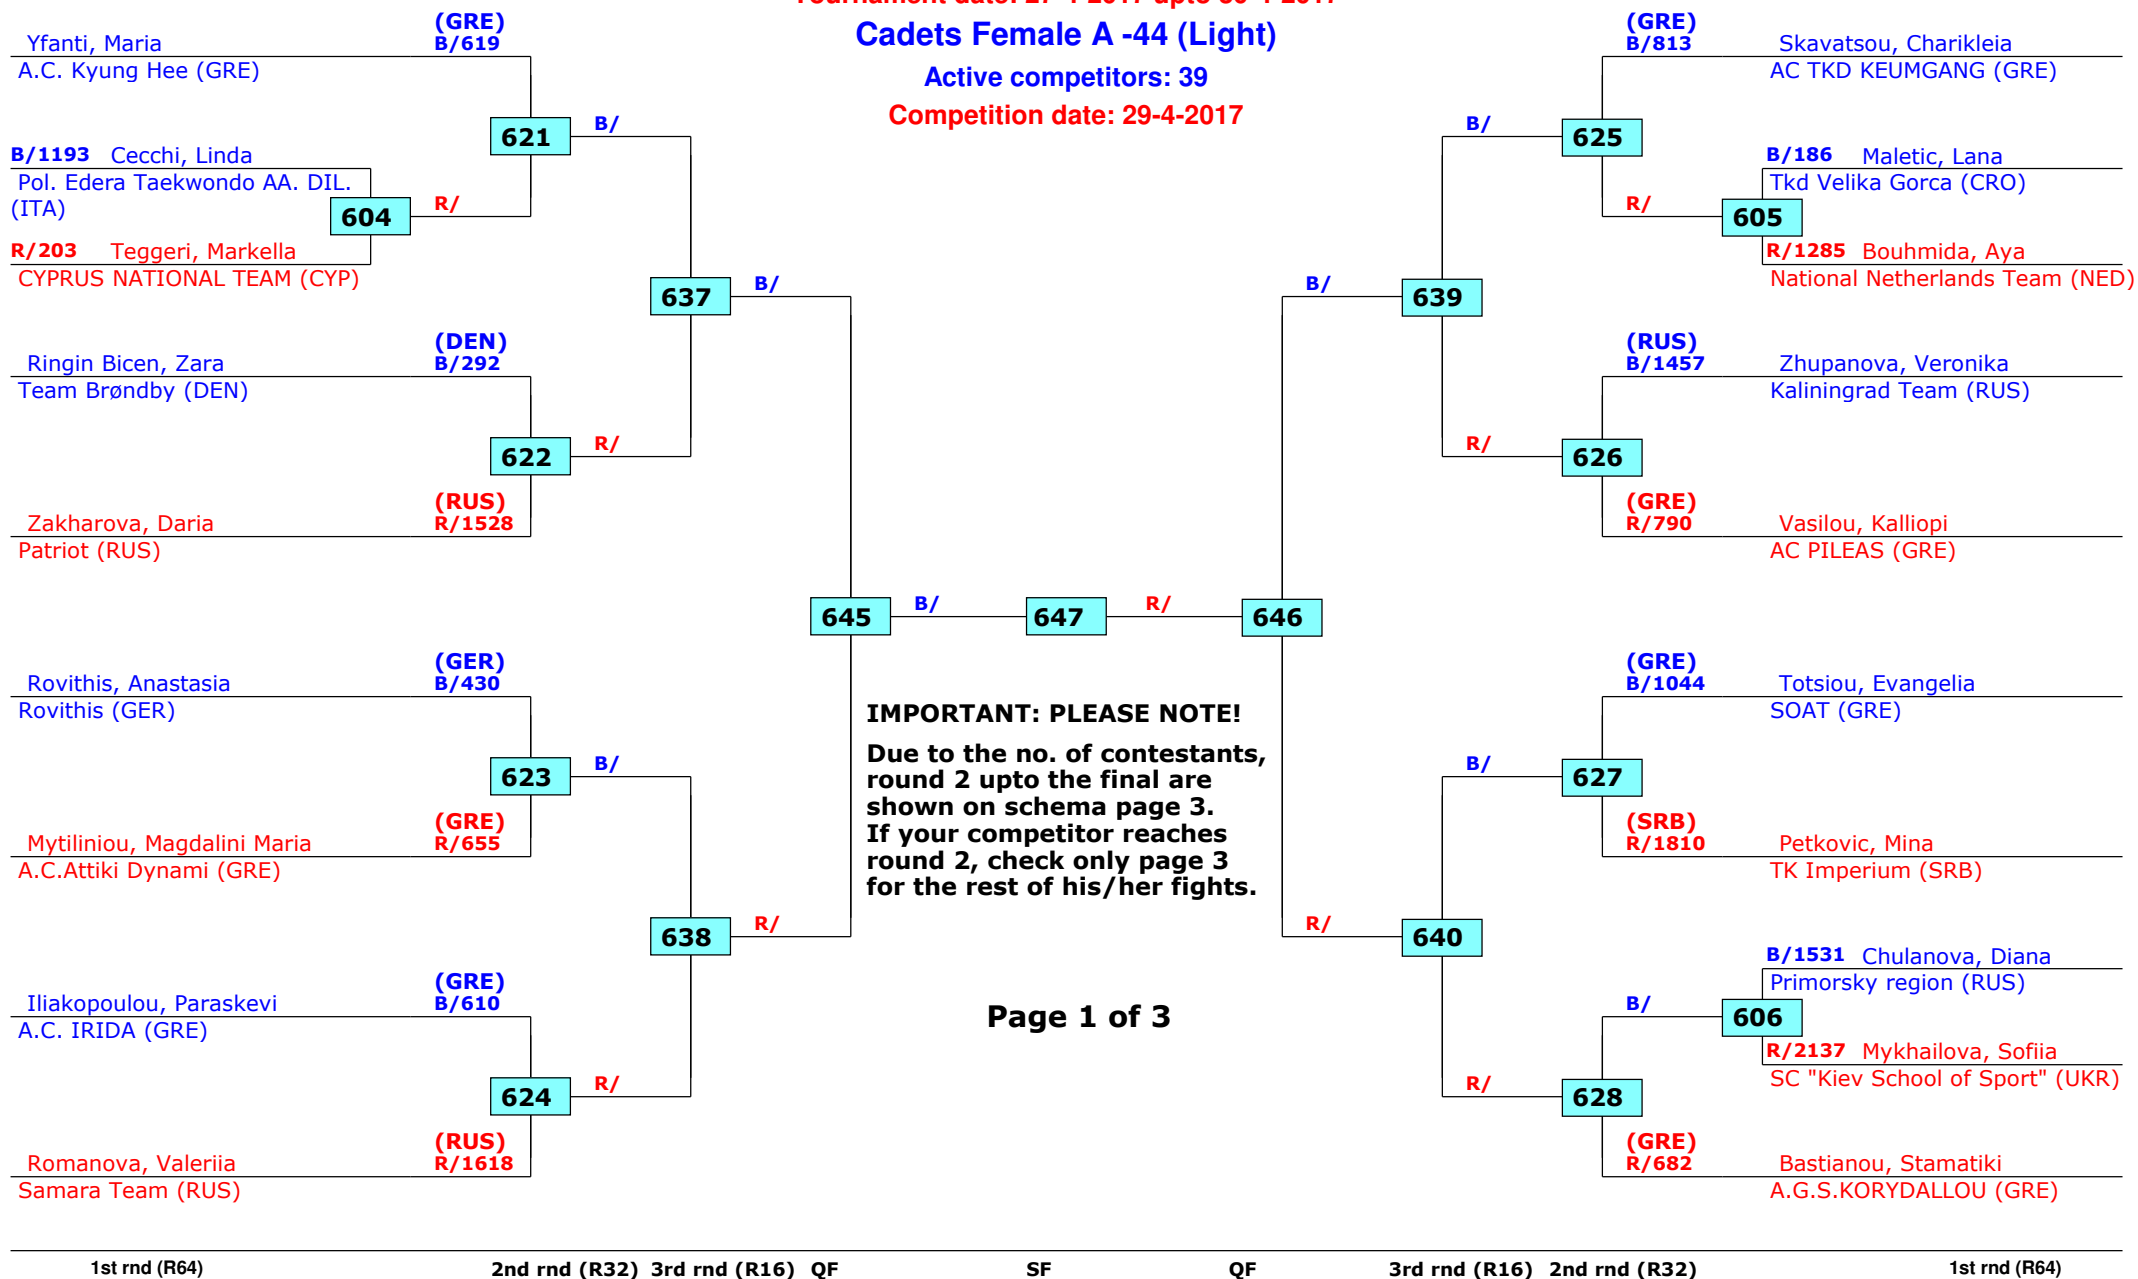 Tournament date: 27-4-2017 upto 30-4-2017
Cadets Female A -44 (Light)
Active competitors: 39
Competition date: 29-4-2017
(GRE)
Yfanti, Maria B/619
A.C. Kyung Hee (GRE)
621
B/
B/1193 Cecchi, Linda
Pol. Edera Taekwondo AA. DIL.
(ITA)
604
R/
R/203 Teggeri, Markella
CYPRUS NATIONAL TEAM (CYP)
637
B/
(DEN)
Ringin Bicen, Zara B/292
Team Brøndby (DEN)
622
R/
(RUS)
Zakharova, Daria R/1528
Patriot (RUS)
645
B/
647
R/
646
(GER)
Rovithis, Anastasia B/430
Rovithis (GER)
623
B/
(GRE)
Mytiliniou, Magdalini Maria R/655
A.C.Attiki Dynami (GRE)
638
R/
(GRE)
Iliakopoulou, Paraskevi B/610
A.C. IRIDA (GRE)
624
R/
(RUS)
Romanova, Valeriia R/1618
Samara Team (RUS)
IMPORTANT: PLEASE NOTE!
Due to the no. of contestants,
round 2 upto the final are
shown on schema page 3.
If your competitor reaches
round 2, check only page 3
for the rest of his/her fights.
Page 1 of 3
(GRE)
B/813 Skavatsou, Charikleia
AC TKD KEUMGANG (GRE)
B/
625
B/186 Maletic, Lana
Tkd Velika Gorca (CRO)
R/
605
R/1285 Bouhmida, Aya
National Netherlands Team (NED)
B/
639
(RUS)
B/1457 Zhupanova, Veronika
Kaliningrad Team (RUS)
R/
626
(GRE)
R/790 Vasilou, Kalliopi
AC PILEAS (GRE)
(GRE)
B/1044 Totsiou, Evangelia
SOAT (GRE)
B/
627
(SRB)
R/1810 Petkovic, Mina
TK Imperium (SRB)
R/
640
B/1531 Chulanova, Diana
Primorsky region (RUS)
B/
606
R/2137 Mykhailova, Sofiia
SC "Kiev School of Sport" (UKR)
R/
628
(GRE)
R/682 Bastianou, Stamatiki
A.G.S.KORYDALLOU (GRE)
1st rnd (R64) 2nd rnd (R32) 3rd rnd (R16) QF SF QF 3rd rnd (R16) 2nd rnd (R32) 1st rnd (R64)